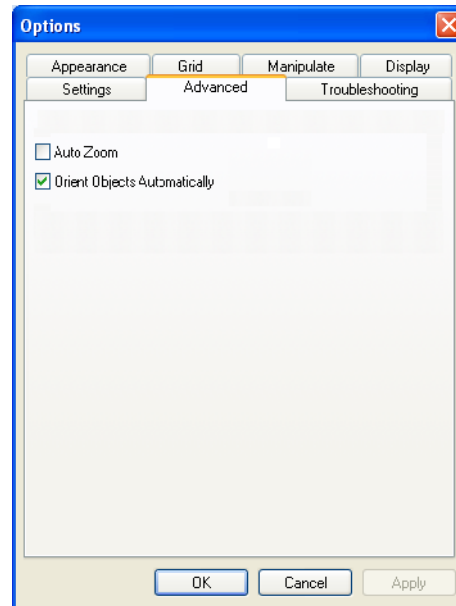 Options
Appearance Grid Manipulate Display
Settings Advanced Troubleshooting
Auto Zoom
Orient Objects Automatically
OK Cancel Apply